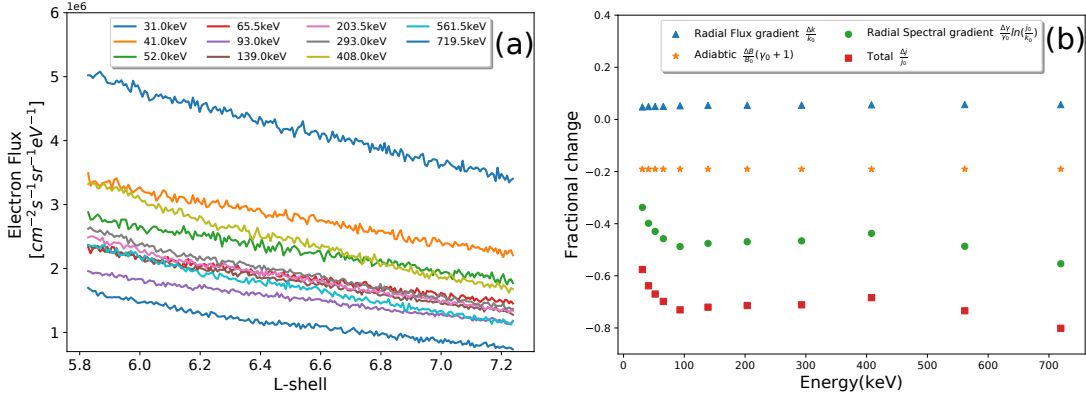 1e6
31.0keV 65.5keV 203.5keV 561.5keV
41.0keV 93.0keV 293.0keV 719.5keV
52.0keV 139.0keV 408.0keV
(a)
6
5
4
3
2
1
5.8 6.0 6.2 6.4 6.6 6.8 7.0 7.2
L-shell
Electron Flux
[cm⁻²s⁻¹sr⁻¹eV⁻¹]
(b)
Radial Flux gradient Δk/k₀ Radial Spectral gradient Δγ/γ₀ ln(j₀/k₀)
Adiabtic ΔB/B₀(γ₀ + 1) Total Δj/j₀
0.4
0.2
0.0
−0.2
−0.4
−0.6
−0.8
0 100 200 300 400 500 600 700 800
Energy(keV)
Fractional change